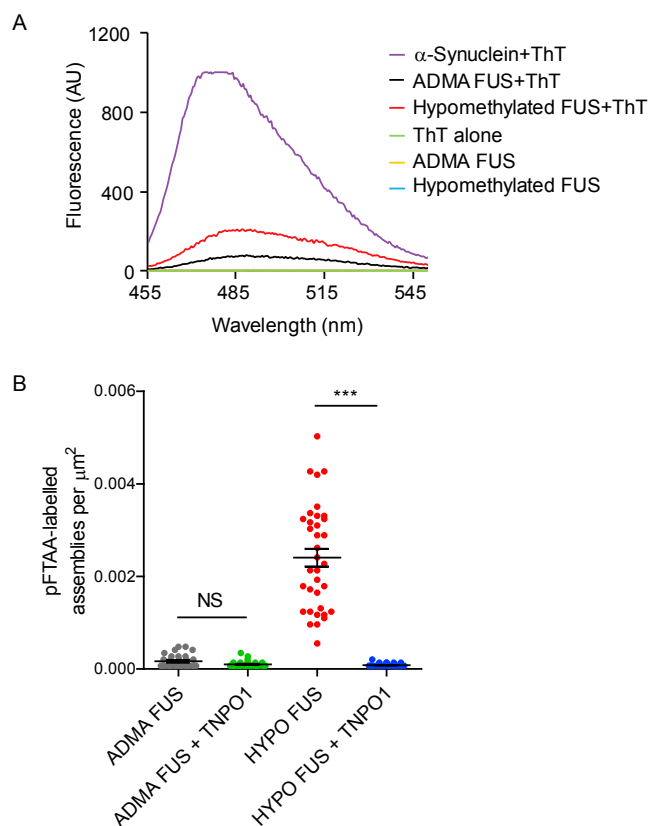 A
1200
1000
800
400
0
Fluorescence (AU)
455
485
515
545
Wavelength (nm)
α-Synuclein+ThT
ADMA FUS+ThT
Hypomethylated FUS+ThT
ThT alone
ADMA FUS
Hypomethylated FUS
B
0.006
0.004
0.002
0.000
pFTAA-labelled
assemblies per μm²
NS
***
ADMA FUS
ADMA FUS + TNPO1
HYPO FUS
HYPO FUS + TNPO1